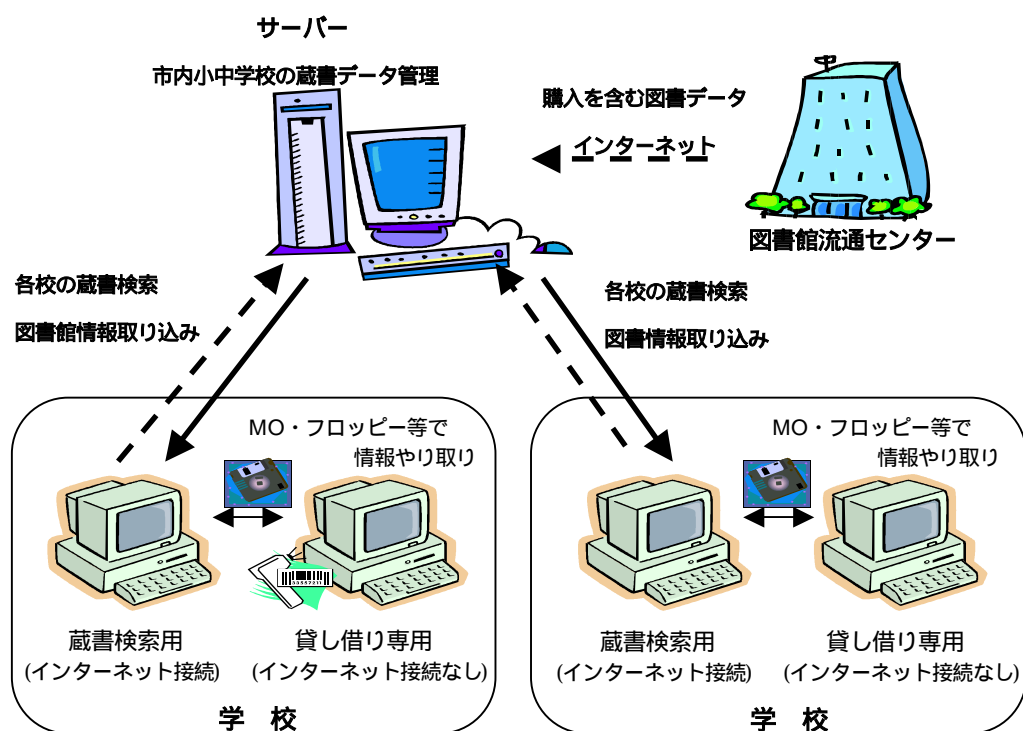 サーバー
市内小中学校の蔵書データ管理
購入を含む図書データ
インターネット
図書館流通センター
各校の蔵書検索
図書館情報取り込み
各校の蔵書検索
図書情報取り込み
MO・フロッピー等で
情報やり取り
蔵書検索用
(インターネット接続)
貸し借り専用
(インターネット接続なし)
学 校
MO・フロッピー等で
情報やり取り
蔵書検索用
(インターネット接続)
貸し借り専用
(インターネット接続なし)
学 校